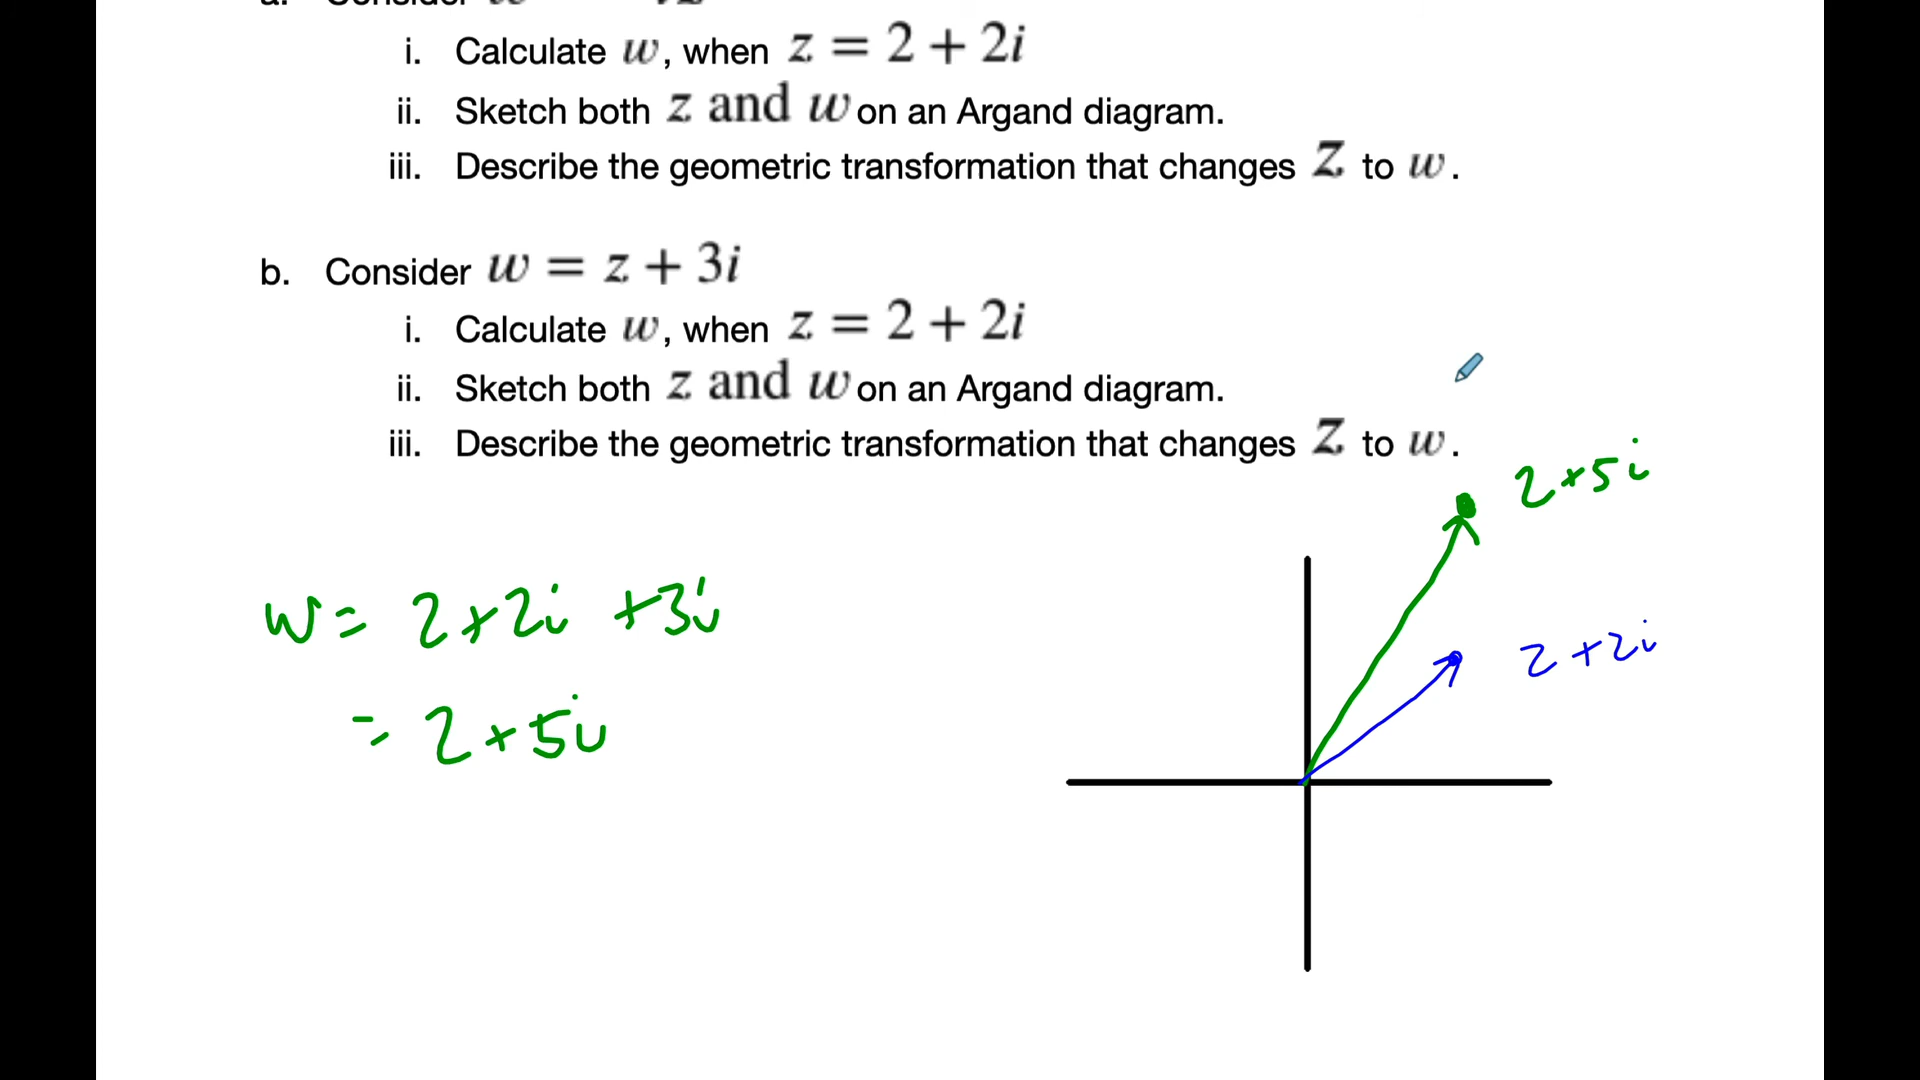 a. Consider w
i. Calculate w, when z = 2 + 2i
ii. Sketch both z and w on an Argand diagram.
iii. Describe the geometric transformation that changes z to w.
b. Consider w = z + 3i
i. Calculate w, when z = 2 + 2i
ii. Sketch both z and w on an Argand diagram.
iii. Describe the geometric transformation that changes z to w.
2+5i
w= 2+2i +3i
2+2i
= 2+5i